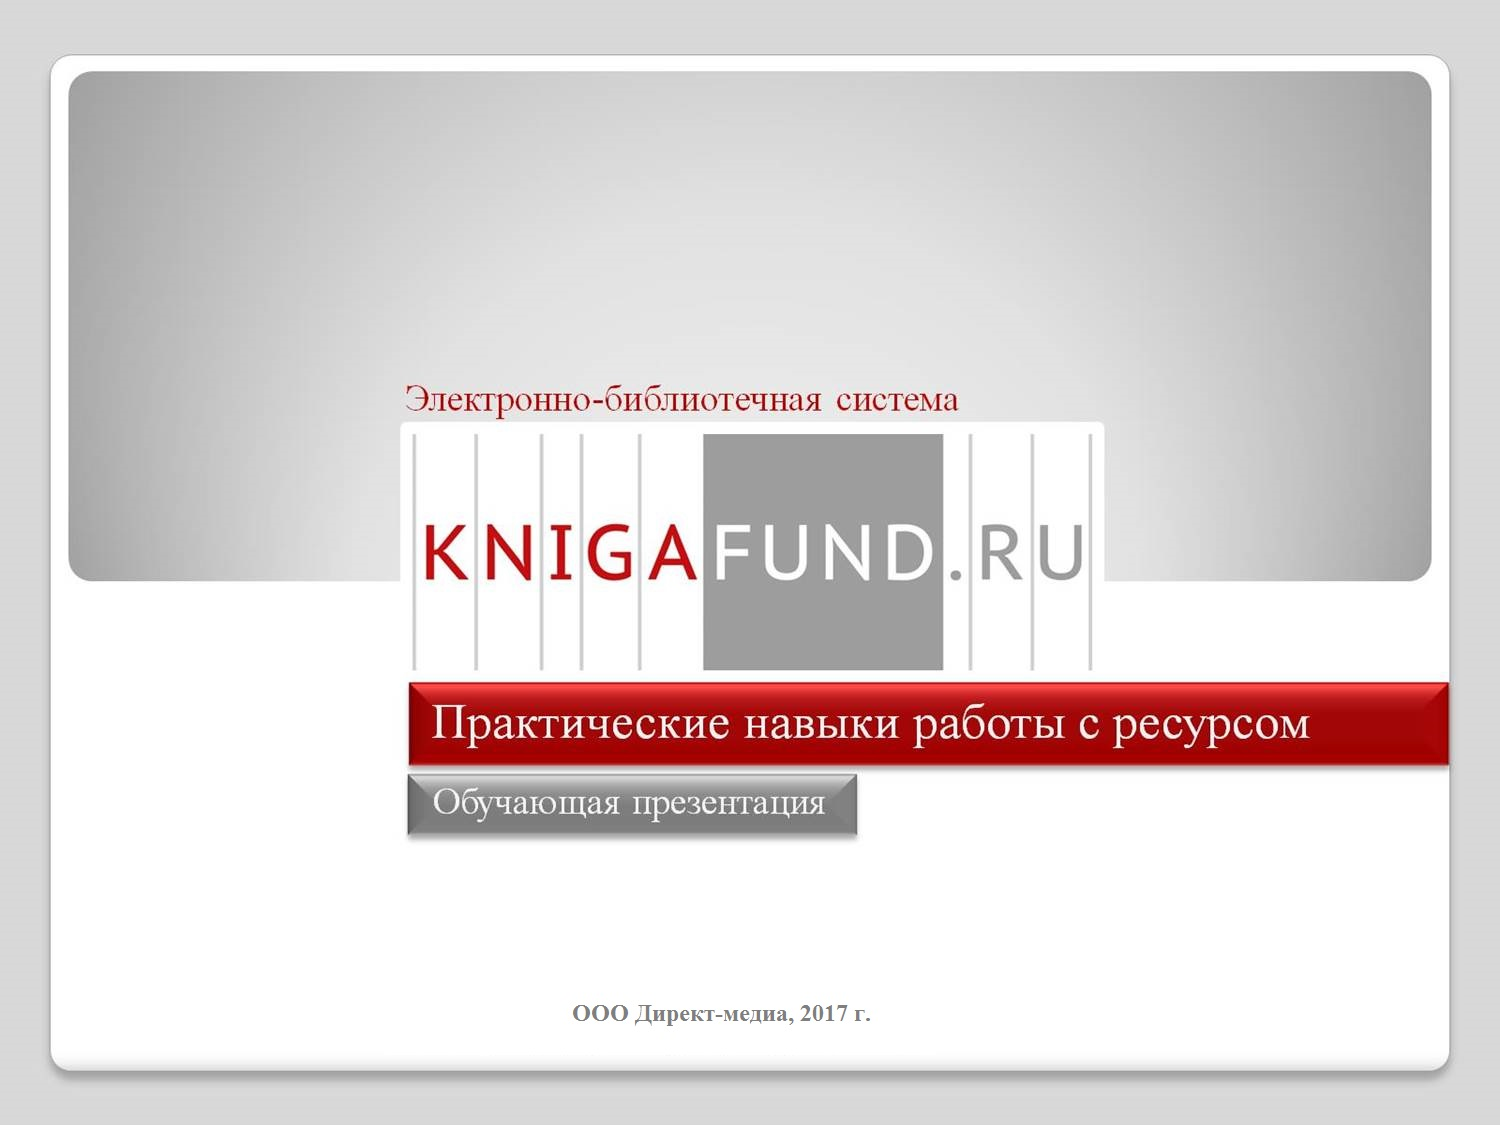 Электронно-библиотечная система
KNIGAFUND.RU
Практические навыки работы с ресурсом
Обучающая презентация
ООО Директ-медиа, 2017 г.